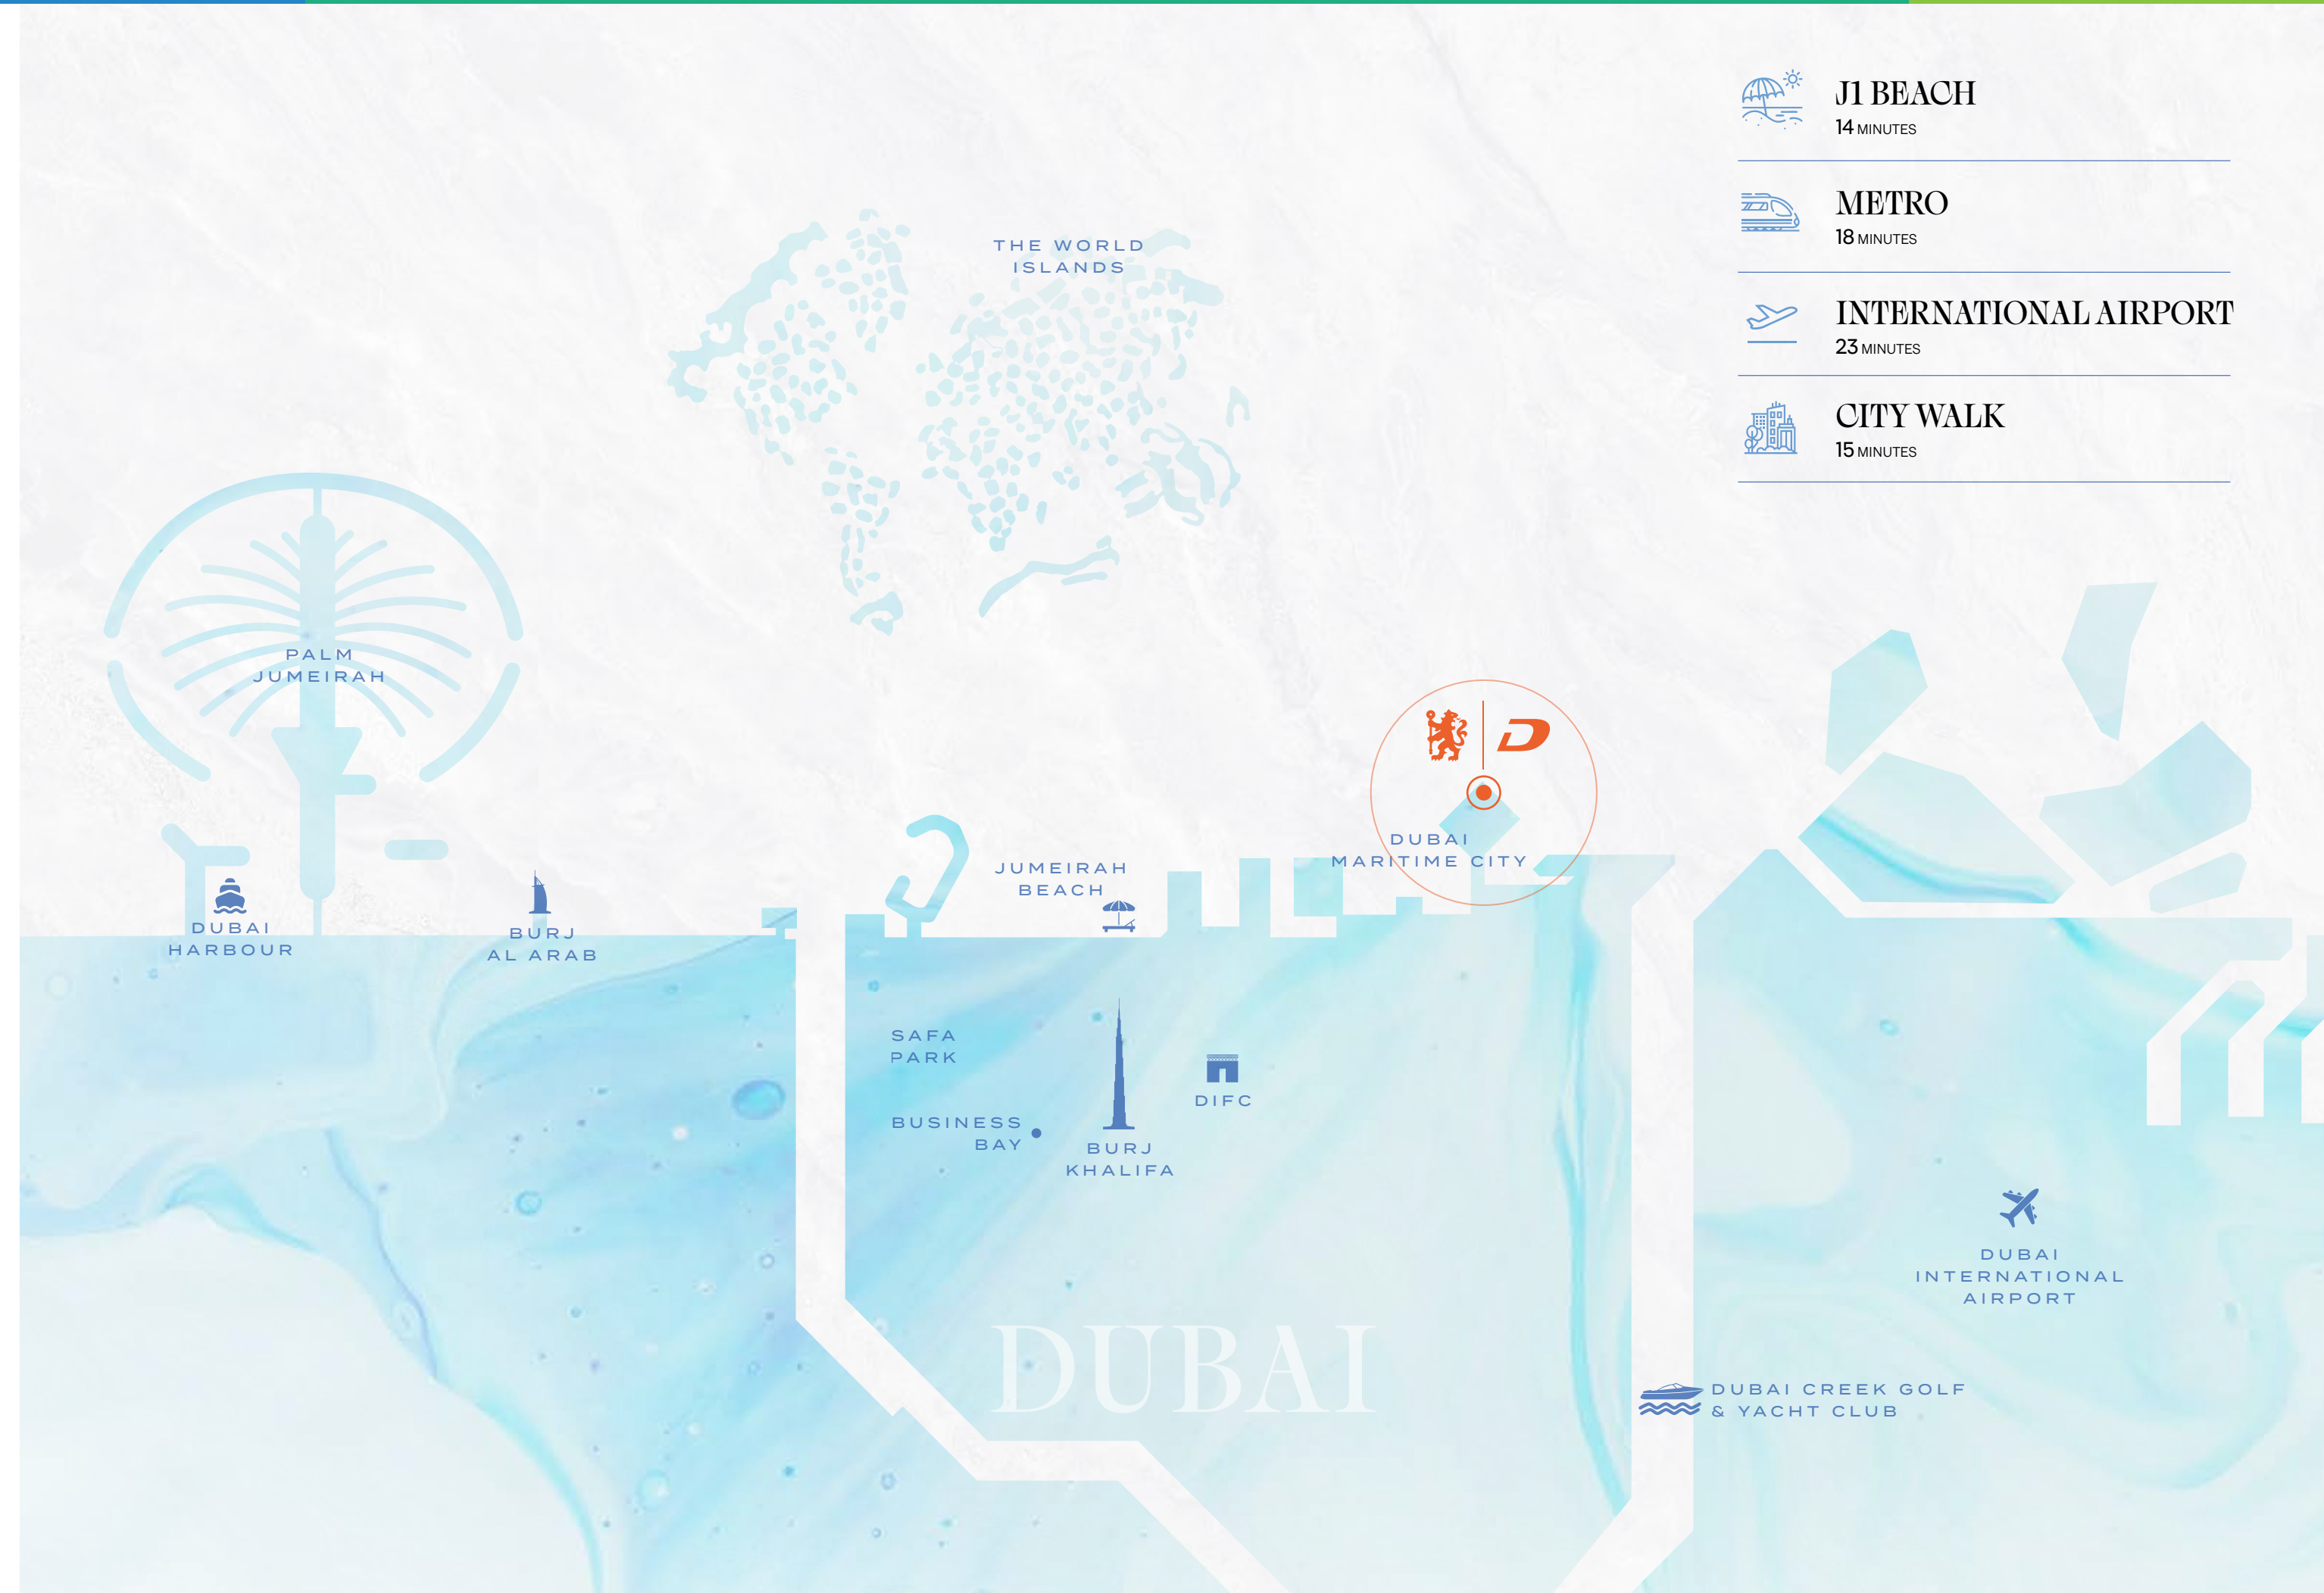 J1 BEACH
14 MINUTES
METRO
18 MINUTES
INTERNATIONAL AIRPORT
23 MINUTES
CITY WALK
15 MINUTES
THE WORLD
ISLANDS
PALM
JUMEIRAH
DUBAI
MARITIME CITY
JUMEIRAH
BEACH
DUBAI
HARBOUR
BURJ
AL ARAB
SAFA
PARK
BUSINESS
BAY
BURJ
KHALIFA
DIFC
DUBAI
INTERNATIONAL
AIRPORT
DUBAI
DUBAI CREEK GOLF
& YACHT CLUB